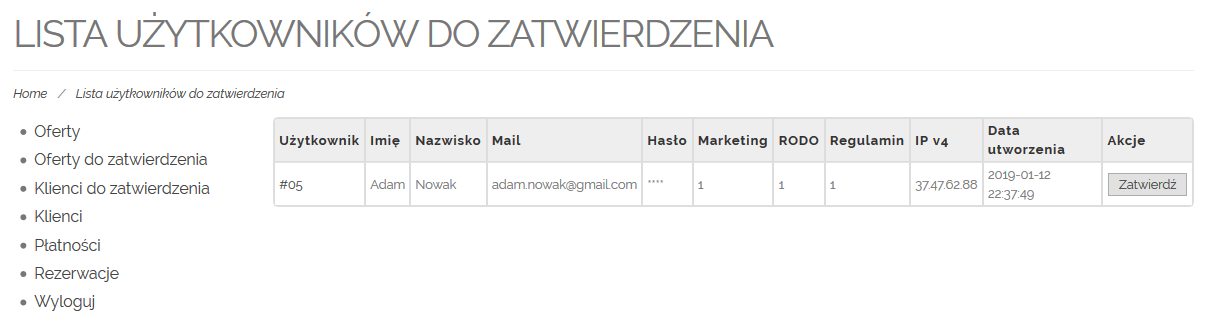 LISTA UŻYTKOWNIKÓW DO ZATWIERDZENIA
Home / Lista użytkowników do zatwierdzenia
Oferty
Oferty do zatwierdzenia
Klienci do zatwierdzenia
Klienci
Płatności
Rezerwacje
Wyloguj
Użytkownik Imię Nazwisko Mail Hasło Marketing RODO Regulamin IP v4 Data utworzenia Akcje
#05 Adam Nowak adam.nowak@gmail.com **** 1 1 1 37.47.62.88 2019-01-12 22:37:49 Zatwierdź